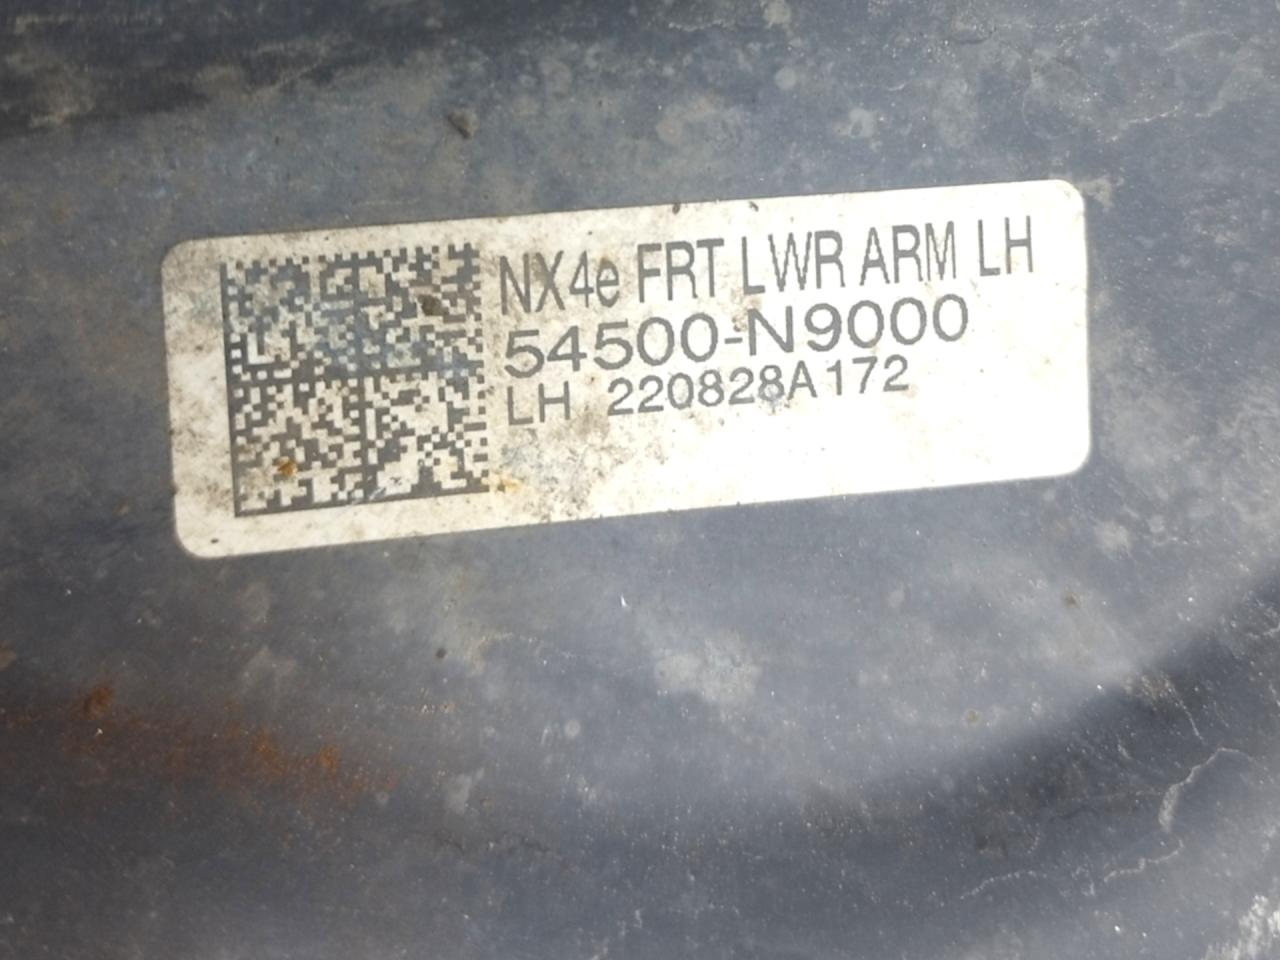 NX4e FRT LWR ARM LH
54500-N9000
LH 220828A172